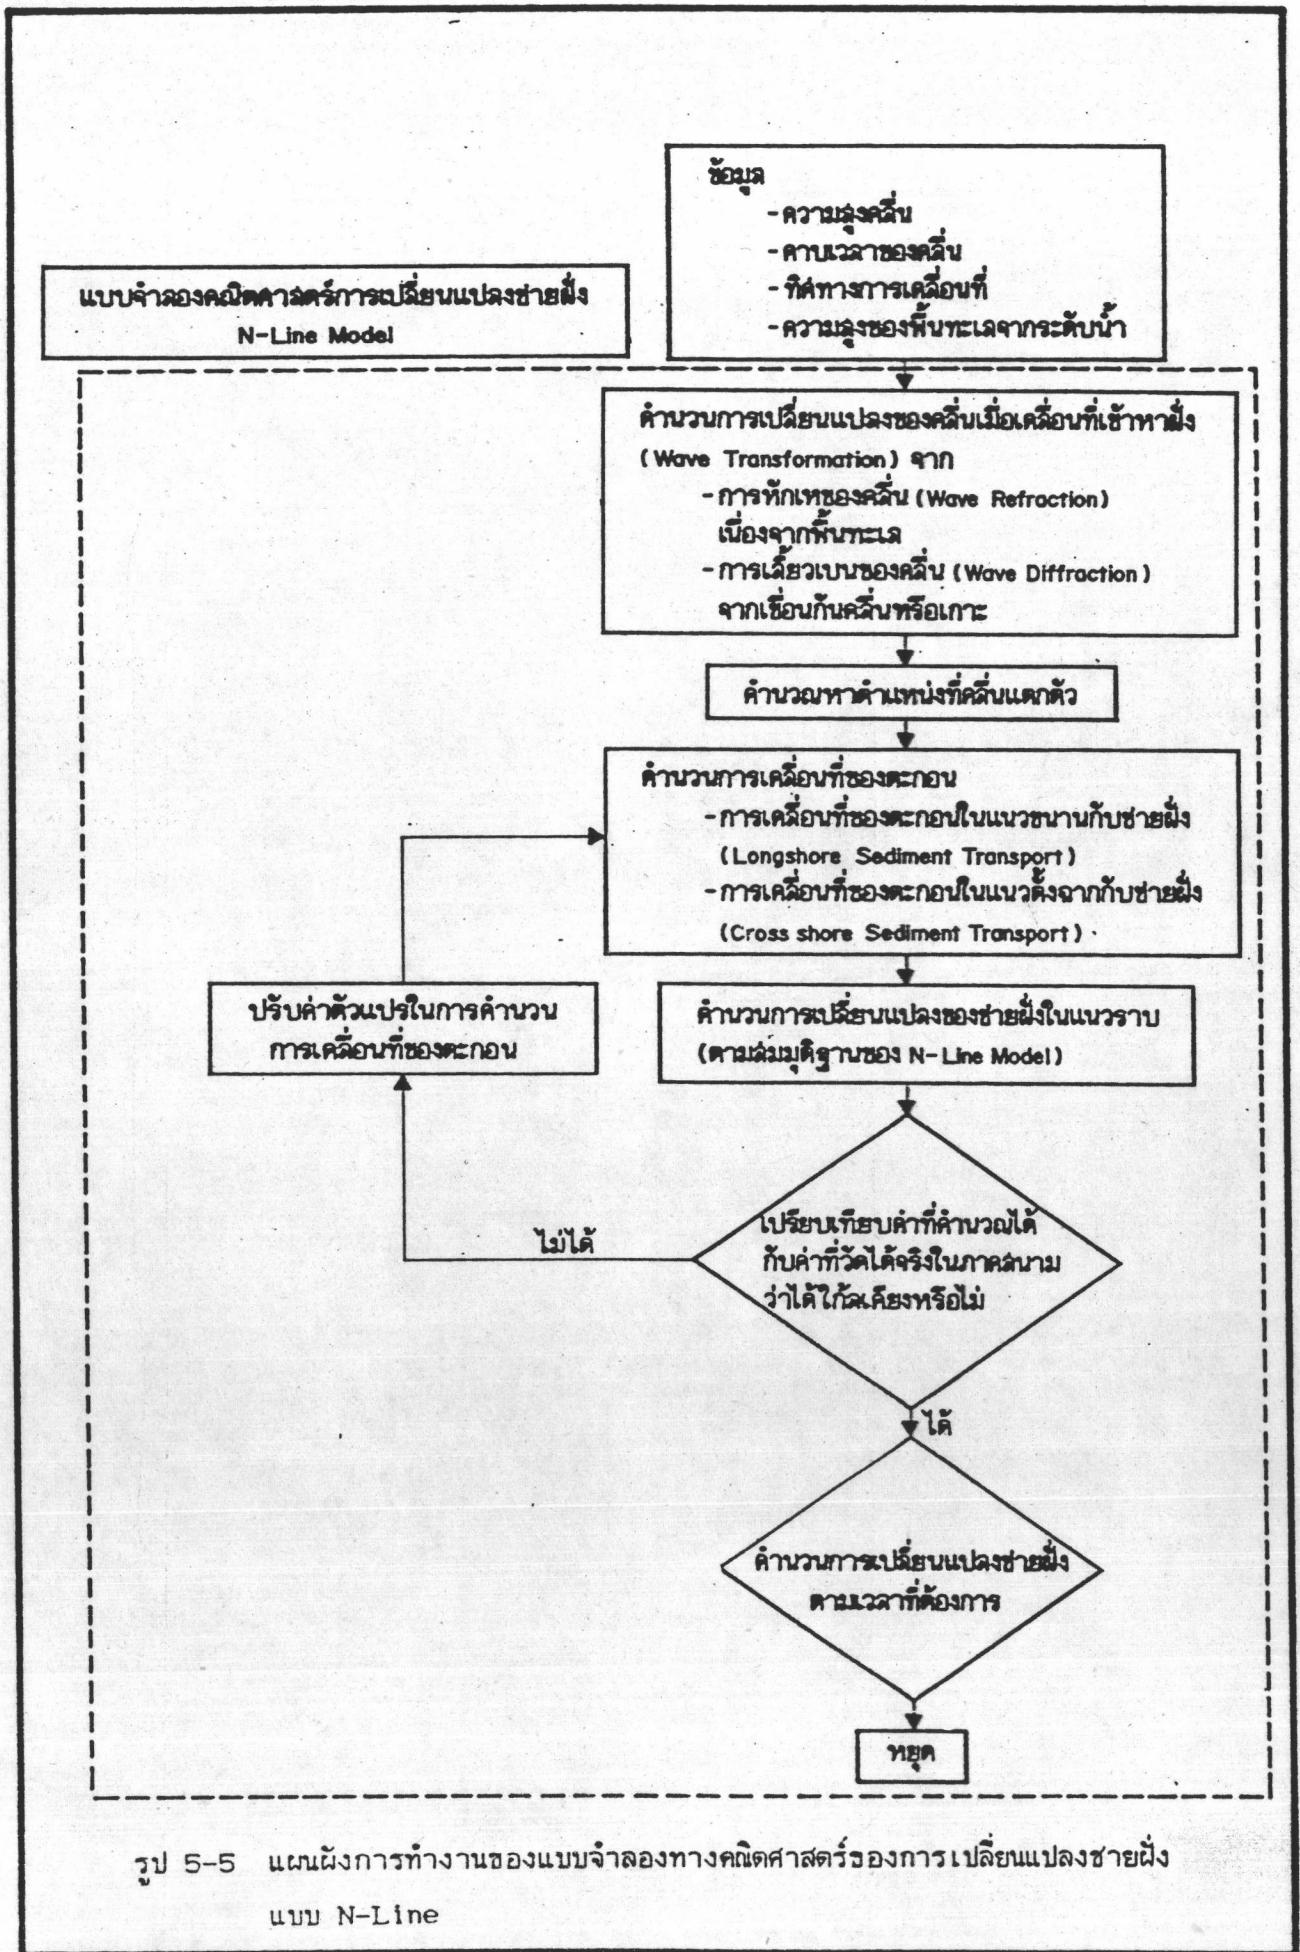 ข้อมูล
-ความสูงคลื่น
-คาบเวลาของคลื่น
-ทิศทางการเคลื่อนที่
-ความสูงของพื้นทะเลจากระดับน้ำ
แบบจำลองคณิตศาสตร์การเปลี่ยนแปลงชายฝั่ง
N-Line Model
คำนวนการเปลี่ยนแปลงของคลื่นเมื่อเคลื่อนที่เข้าหาฝั่ง
(Wave Transformation) จาก
-การหักเหของคลื่น (Wave Refraction)
เนื่องจากพื้นทะเล
-การเลี้ยวเบนของคลื่น (Wave Diffraction)
จากเขื่อนกันคลื่นหรือเกาะ
คำนวณหาตำแหน่งที่คลื่นแตกตัว
คำนวนการเคลื่อนที่ของตะกอน
-การเคลื่อนที่ของตะกอนในแนวขนานกับชายฝั่ง
(Longshore Sediment Transport)
-การเคลื่อนที่ของตะกอนในแนวตั้งฉากกับชายฝั่ง
(Cross shore Sediment Transport)
ปรับค่าตัวแปรในการคำนวน
การเคลื่อนที่ของตะกอน
คำนวนการเปลี่ยนแปลงของชายฝั่งในแนวราบ
(ตามสมมุติฐานของ N-Line Model)
เปรียบเทียบค่าที่คำนวณได้
กับค่าที่วัดได้จริงในภาคสนาม
ว่าได้ใกล้เคียงหรือไม่
ไม่ได้
ได้
คำนวนการเปลี่ยนแปลงชายฝั่ง
ตามเวลาที่ต้องการ
หยุด
รูป 5-5 แผนผังการทำงานของแบบจำลองทางคณิตศาสตร์ของการเปลี่ยนแปลงชายฝั่ง
แบบ N-Line